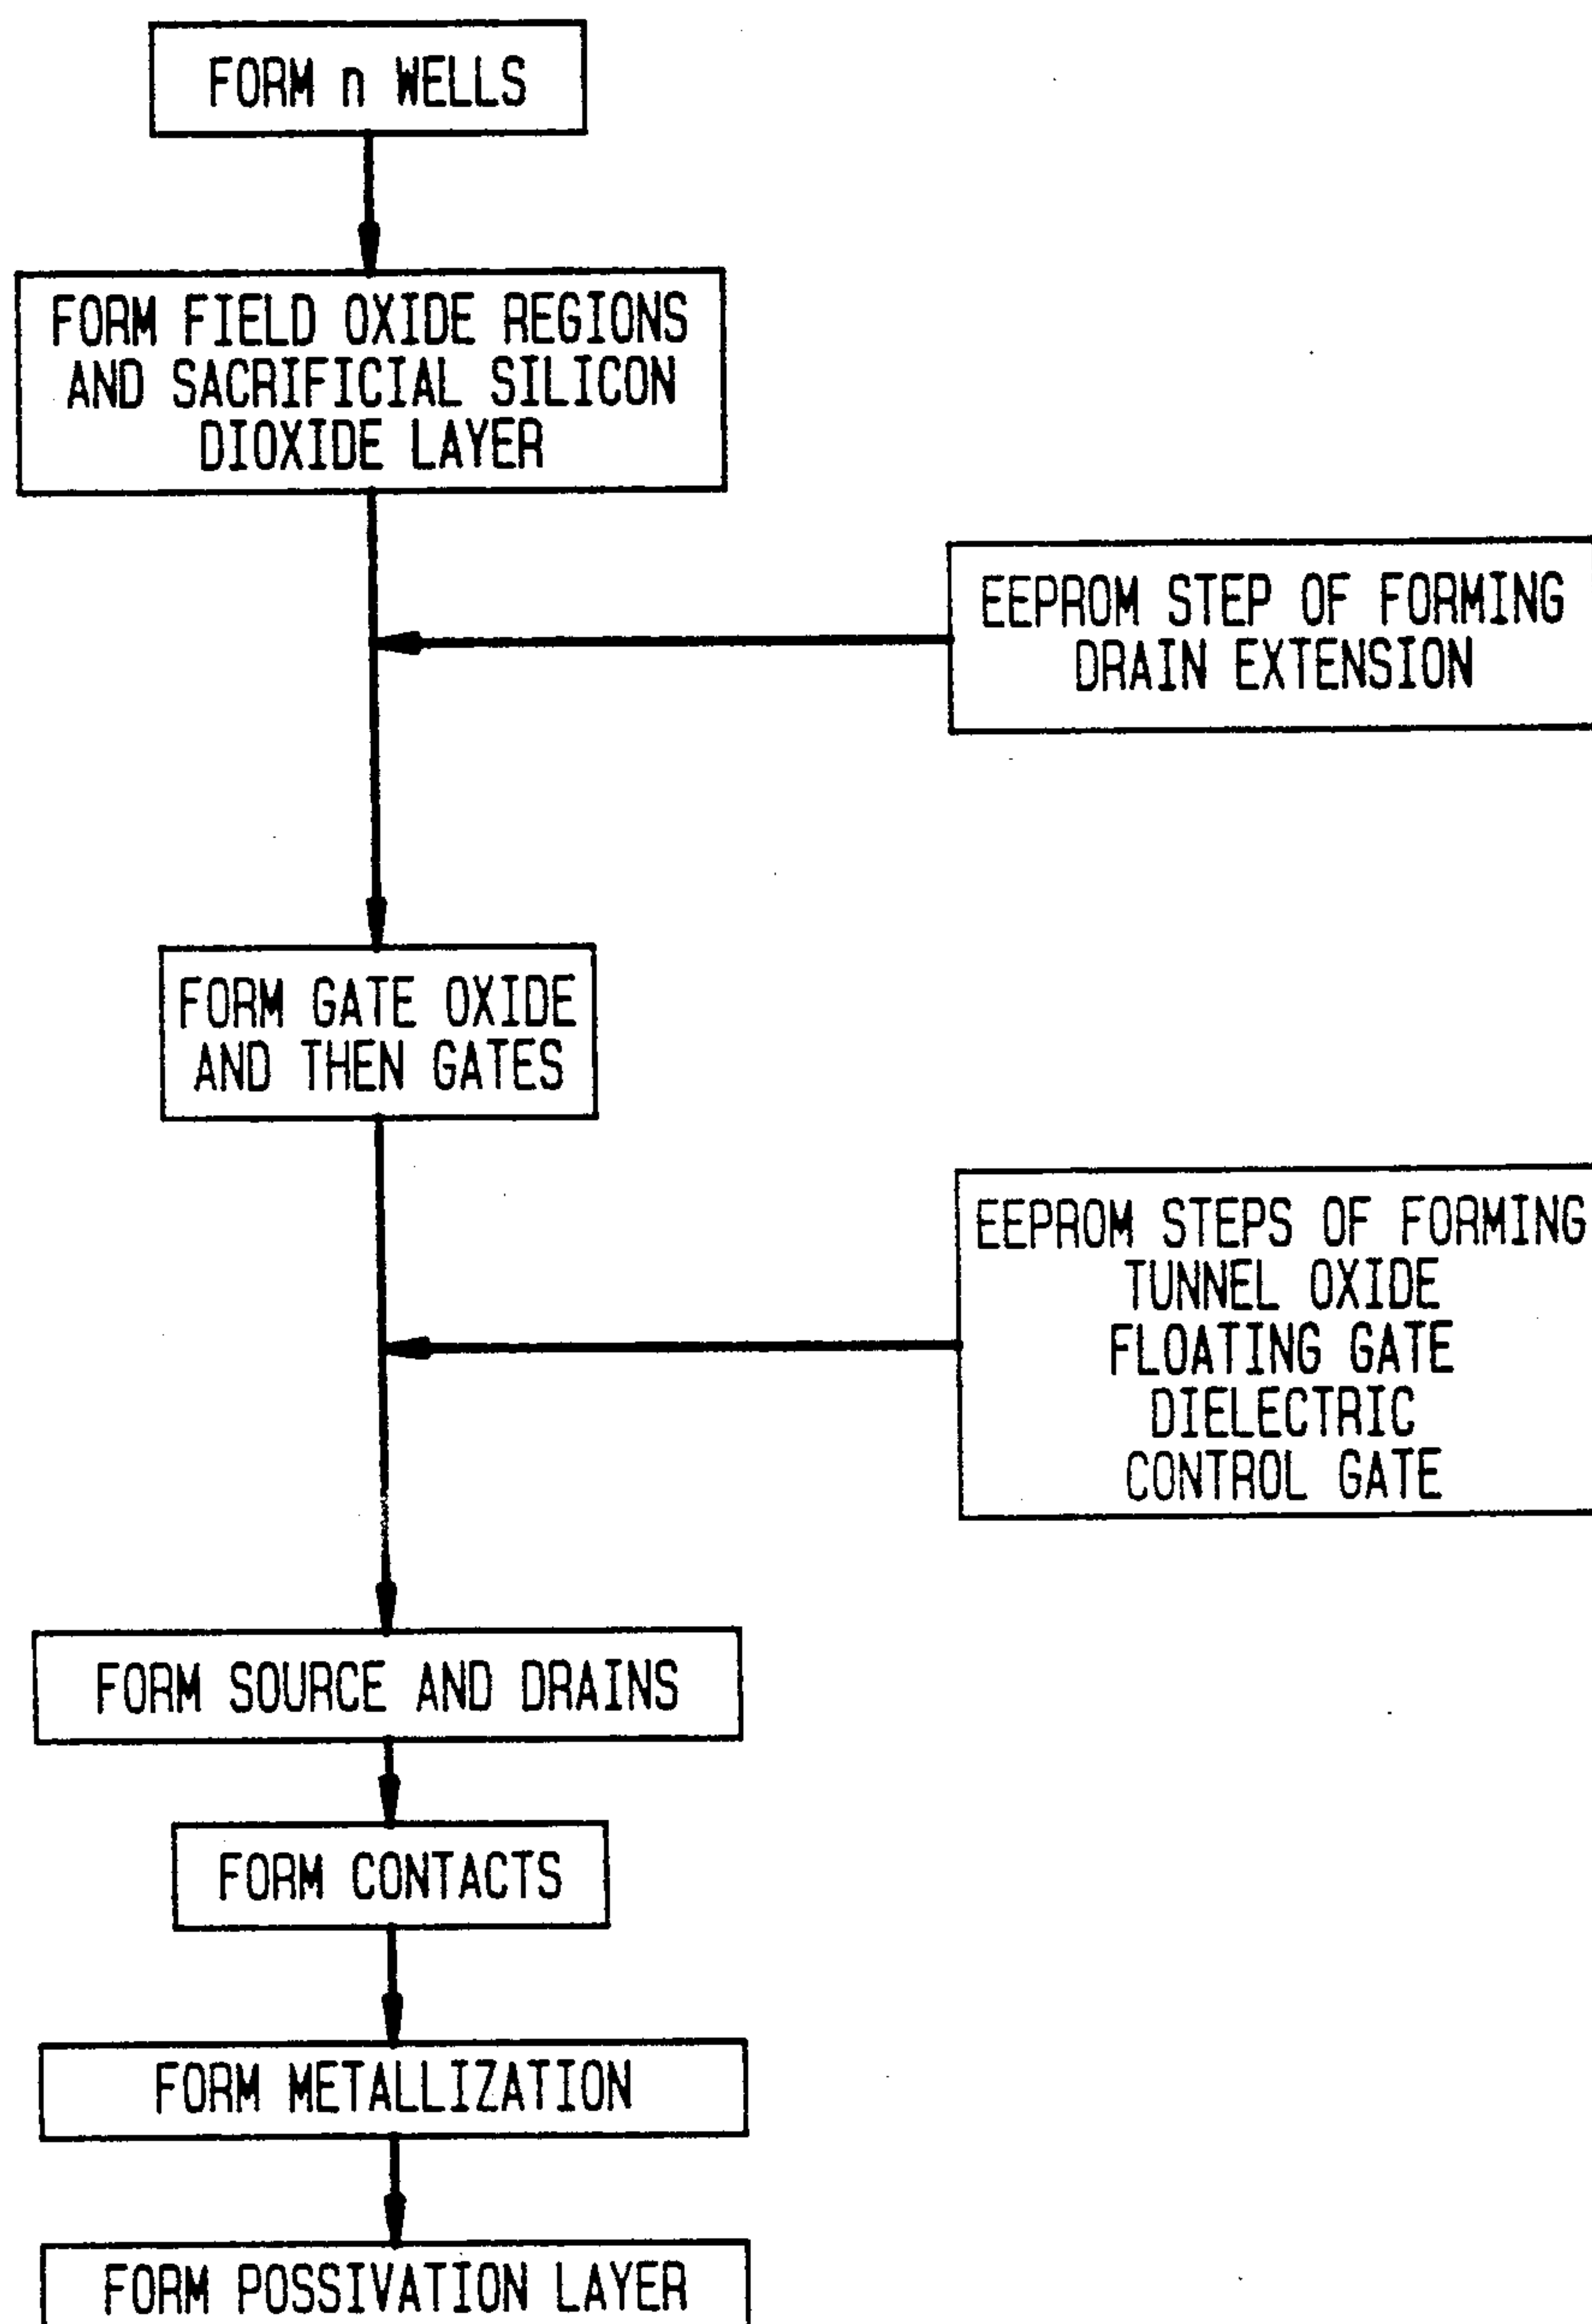 FORM n WELLS
FORM FIELD OXIDE REGIONS
AND SACRIFICIAL SILICON
DIOXIDE LAYER
EEPROM STEP OF FORMING
DRAIN EXTENSION
FORM GATE OXIDE
AND THEN GATES
EEPROM STEPS OF FORMING
TUNNEL OXIDE
FLOATING GATE
DIELECTRIC
CONTROL GATE
FORM SOURCE AND DRAINS
FORM CONTACTS
FORM METALLIZATION
FORM POSSIVATION LAYER